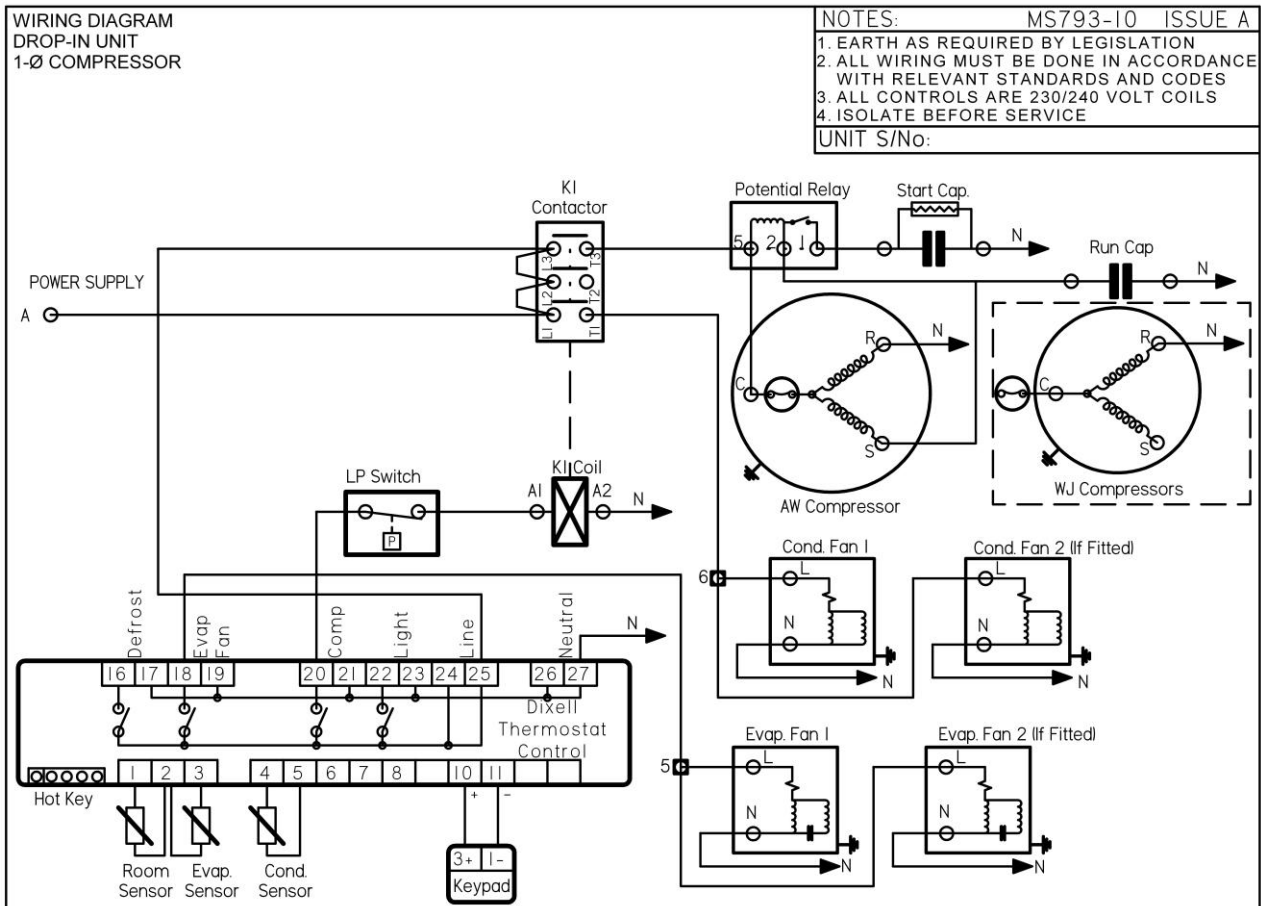 WIRING DIAGRAM
DROP-IN UNIT
1-Ø COMPRESSOR
NOTES: MS793-10 ISSUE A
1. EARTH AS REQUIRED BY LEGISLATION
2. ALL WIRING MUST BE DONE IN ACCORDANCE
WITH RELEVANT STANDARDS AND CODES
3. ALL CONTROLS ARE 230/240 VOLT COILS
4. ISOLATE BEFORE SERVICE
UNIT S/No:
K1
Contactor
L3 T3
L2 T2
L1 T1
Potential Relay
5 2 1
Start Cap.
N
Run Cap
N
POWER SUPPLY
A
R N
C
S
AW Compressor
R N
C
S
WJ Compressors
LP Switch
P
K1 Coil
A1 A2 N
Cond. Fan 1
6 L
N
N
Cond. Fan 2 (If Fitted)
L
N
N
Defrost
Evap
Fan
Comp
Light
Line
Neutral
N
16 17 18 19 20 21 22 23 24 25 26 27
Dixell
Thermostat
Control
1 2 3 4 5 6 7 8 10 11
+ -
Hot Key
Room
Sensor
Evap.
Sensor
Cond.
Sensor
3+ 1-
Keypad
Evap. Fan 1
5 L
N
N
Evap. Fan 2 (If Fitted)
L
N
N